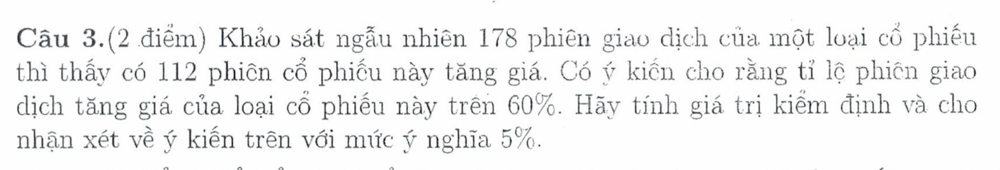 Câu 3.(2 điểm) Khảo sát ngẫu nhiên 178 phiên giao dịch của một loại cổ phiếu
thì thấy có 112 phiên cổ phiếu này tăng giá. Có ý kiến cho rằng tỉ lệ phiên giao
dịch tăng giá của loại cổ phiếu này trên 60%. Hãy tính giá trị kiểm định và cho
nhận xét về ý kiến trên với mức ý nghĩa 5%.